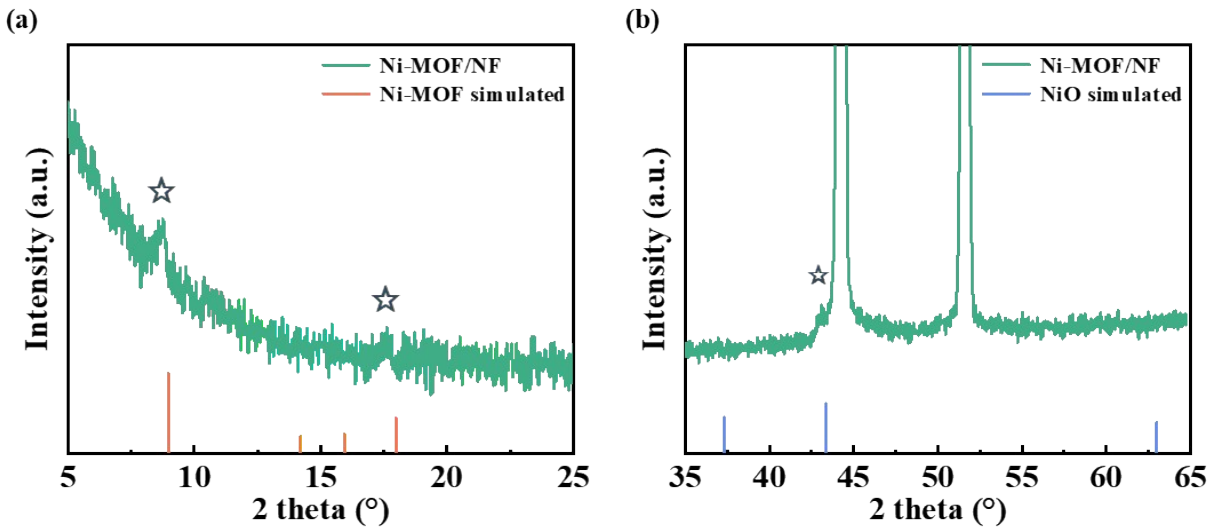 (a)
Ni-MOF/NF
Ni-MOF simulated
Intensity (a.u.)
5 10 15 20 25
2 theta (°)
(b)
Ni-MOF/NF
NiO simulated
Intensity (a.u.)
35 40 45 50 55 60 65
2 theta (°)